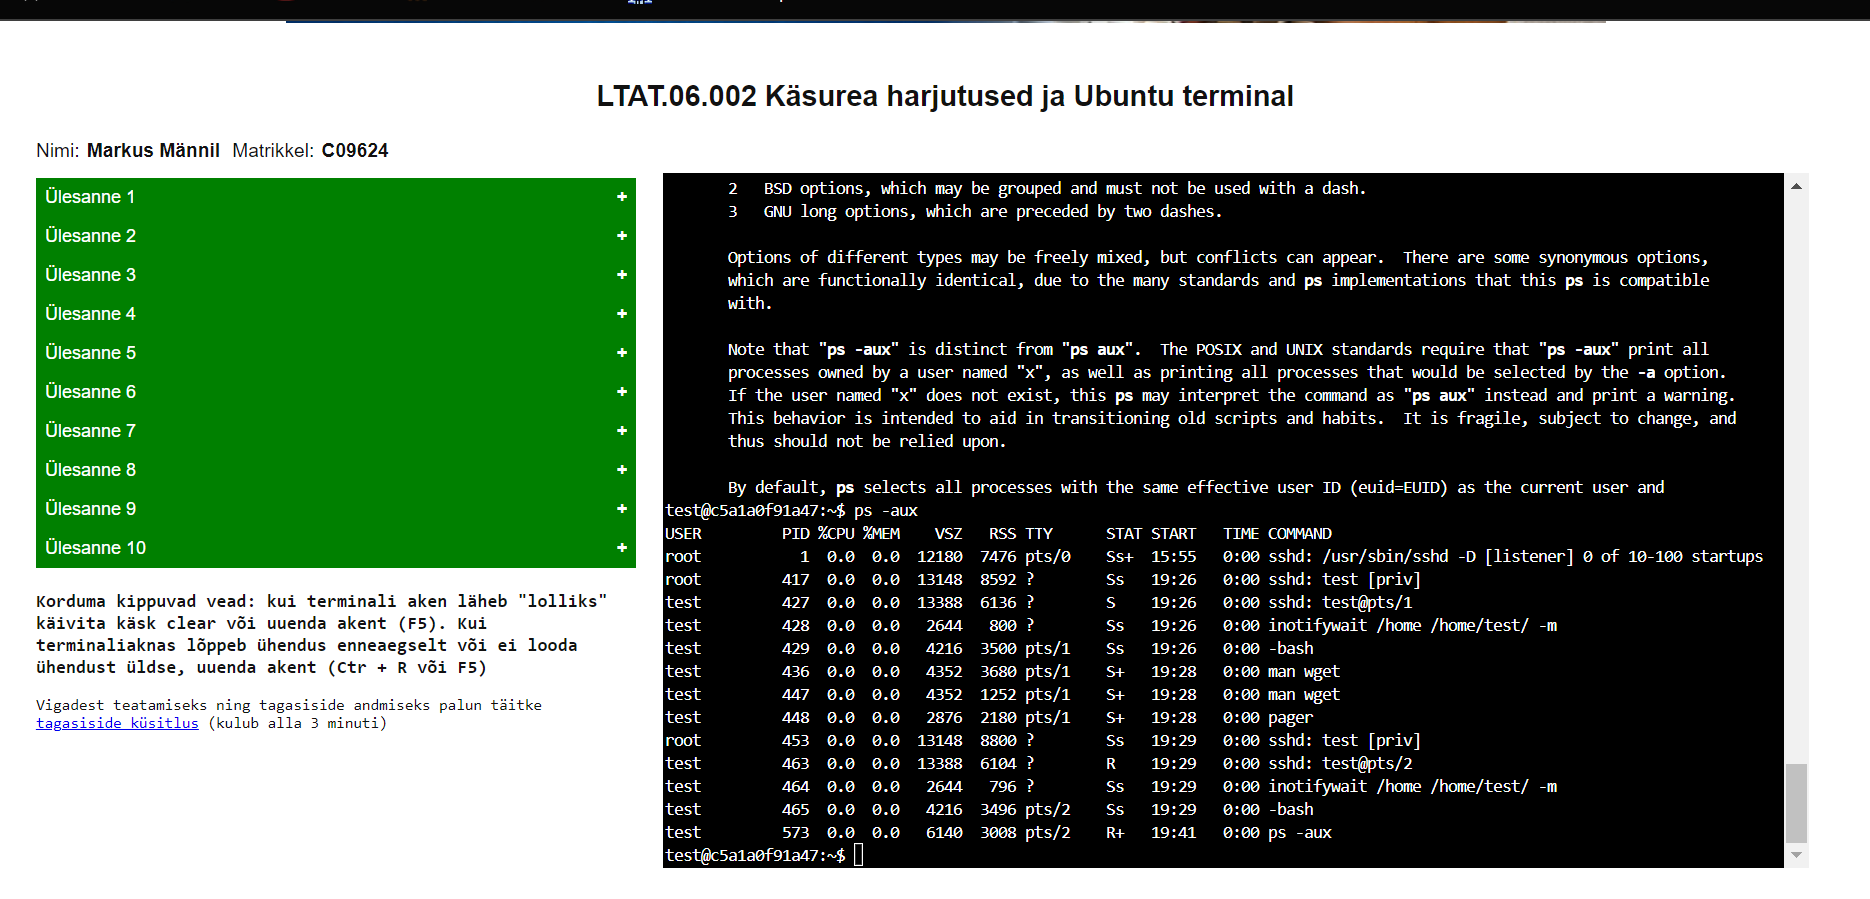 LTAT.06.002 Käsurea harjutused ja Ubuntu terminal
Nimi: Markus Männil Matrikkel: C09624
Ülesanne 1 +
Ülesanne 2 +
Ülesanne 3 +
Ülesanne 4 +
Ülesanne 5 +
Ülesanne 6 +
Ülesanne 7 +
Ülesanne 8 +
Ülesanne 9 +
Ülesanne 10 +
Korduma kippuvad vead: kui terminali aken läheb "lolliks"
käivita käsk clear või uuenda akent (F5). Kui
terminaliaknas lõppeb ühendus enneaegselt või ei looda
ühendust üldse, uuenda akent (Ctr + R või F5)
Vigadest teatamiseks ning tagasiside andmiseks palun täitke
tagasiside küsitlus (kulub alla 3 minuti)
2 BSD options, which may be grouped and must not be used with a dash.
3 GNU long options, which are preceded by two dashes.
Options of different types may be freely mixed, but conflicts can appear. There are some synonymous options,
which are functionally identical, due to the many standards and ps implementations that this ps is compatible
with.
Note that "ps -aux" is distinct from "ps aux". The POSIX and UNIX standards require that "ps -aux" print all
processes owned by a user named "x", as well as printing all processes that would be selected by the -a option.
If the user named "x" does not exist, this ps may interpret the command as "ps aux" instead and print a warning.
This behavior is intended to aid in transitioning old scripts and habits. It is fragile, subject to change, and
thus should not be relied upon.
By default, ps selects all processes with the same effective user ID (euid=EUID) as the current user and
test@c5a1a0f91a47:~$ ps -aux
USER PID %CPU %MEM VSZ RSS TTY STAT START TIME COMMAND
root 1 0.0 0.0 12180 7476 pts/0 Ss+ 15:55 0:00 sshd: /usr/sbin/sshd -D [listener] 0 of 10-100 startups
root 417 0.0 0.0 13148 8592 ? Ss 19:26 0:00 sshd: test [priv]
test 427 0.0 0.0 13388 6136 ? S 19:26 0:00 sshd: test@pts/1
test 428 0.0 0.0 2644 800 ? Ss 19:26 0:00 inotifywait /home /home/test/ -m
test 429 0.0 0.0 4216 3500 pts/1 Ss 19:26 0:00 -bash
test 436 0.0 0.0 4352 3680 pts/1 S+ 19:28 0:00 man wget
test 447 0.0 0.0 4352 1252 pts/1 S+ 19:28 0:00 man wget
test 448 0.0 0.0 2876 2180 pts/1 S+ 19:28 0:00 pager
root 453 0.0 0.0 13148 8800 ? Ss 19:29 0:00 sshd: test [priv]
test 463 0.0 0.0 13388 6104 ? R 19:29 0:00 sshd: test@pts/2
test 464 0.0 0.0 2644 796 ? Ss 19:29 0:00 inotifywait /home /home/test/ -m
test 465 0.0 0.0 4216 3496 pts/2 Ss 19:29 0:00 -bash
test 573 0.0 0.0 6140 3008 pts/2 R+ 19:41 0:00 ps -aux
test@c5a1a0f91a47:~$